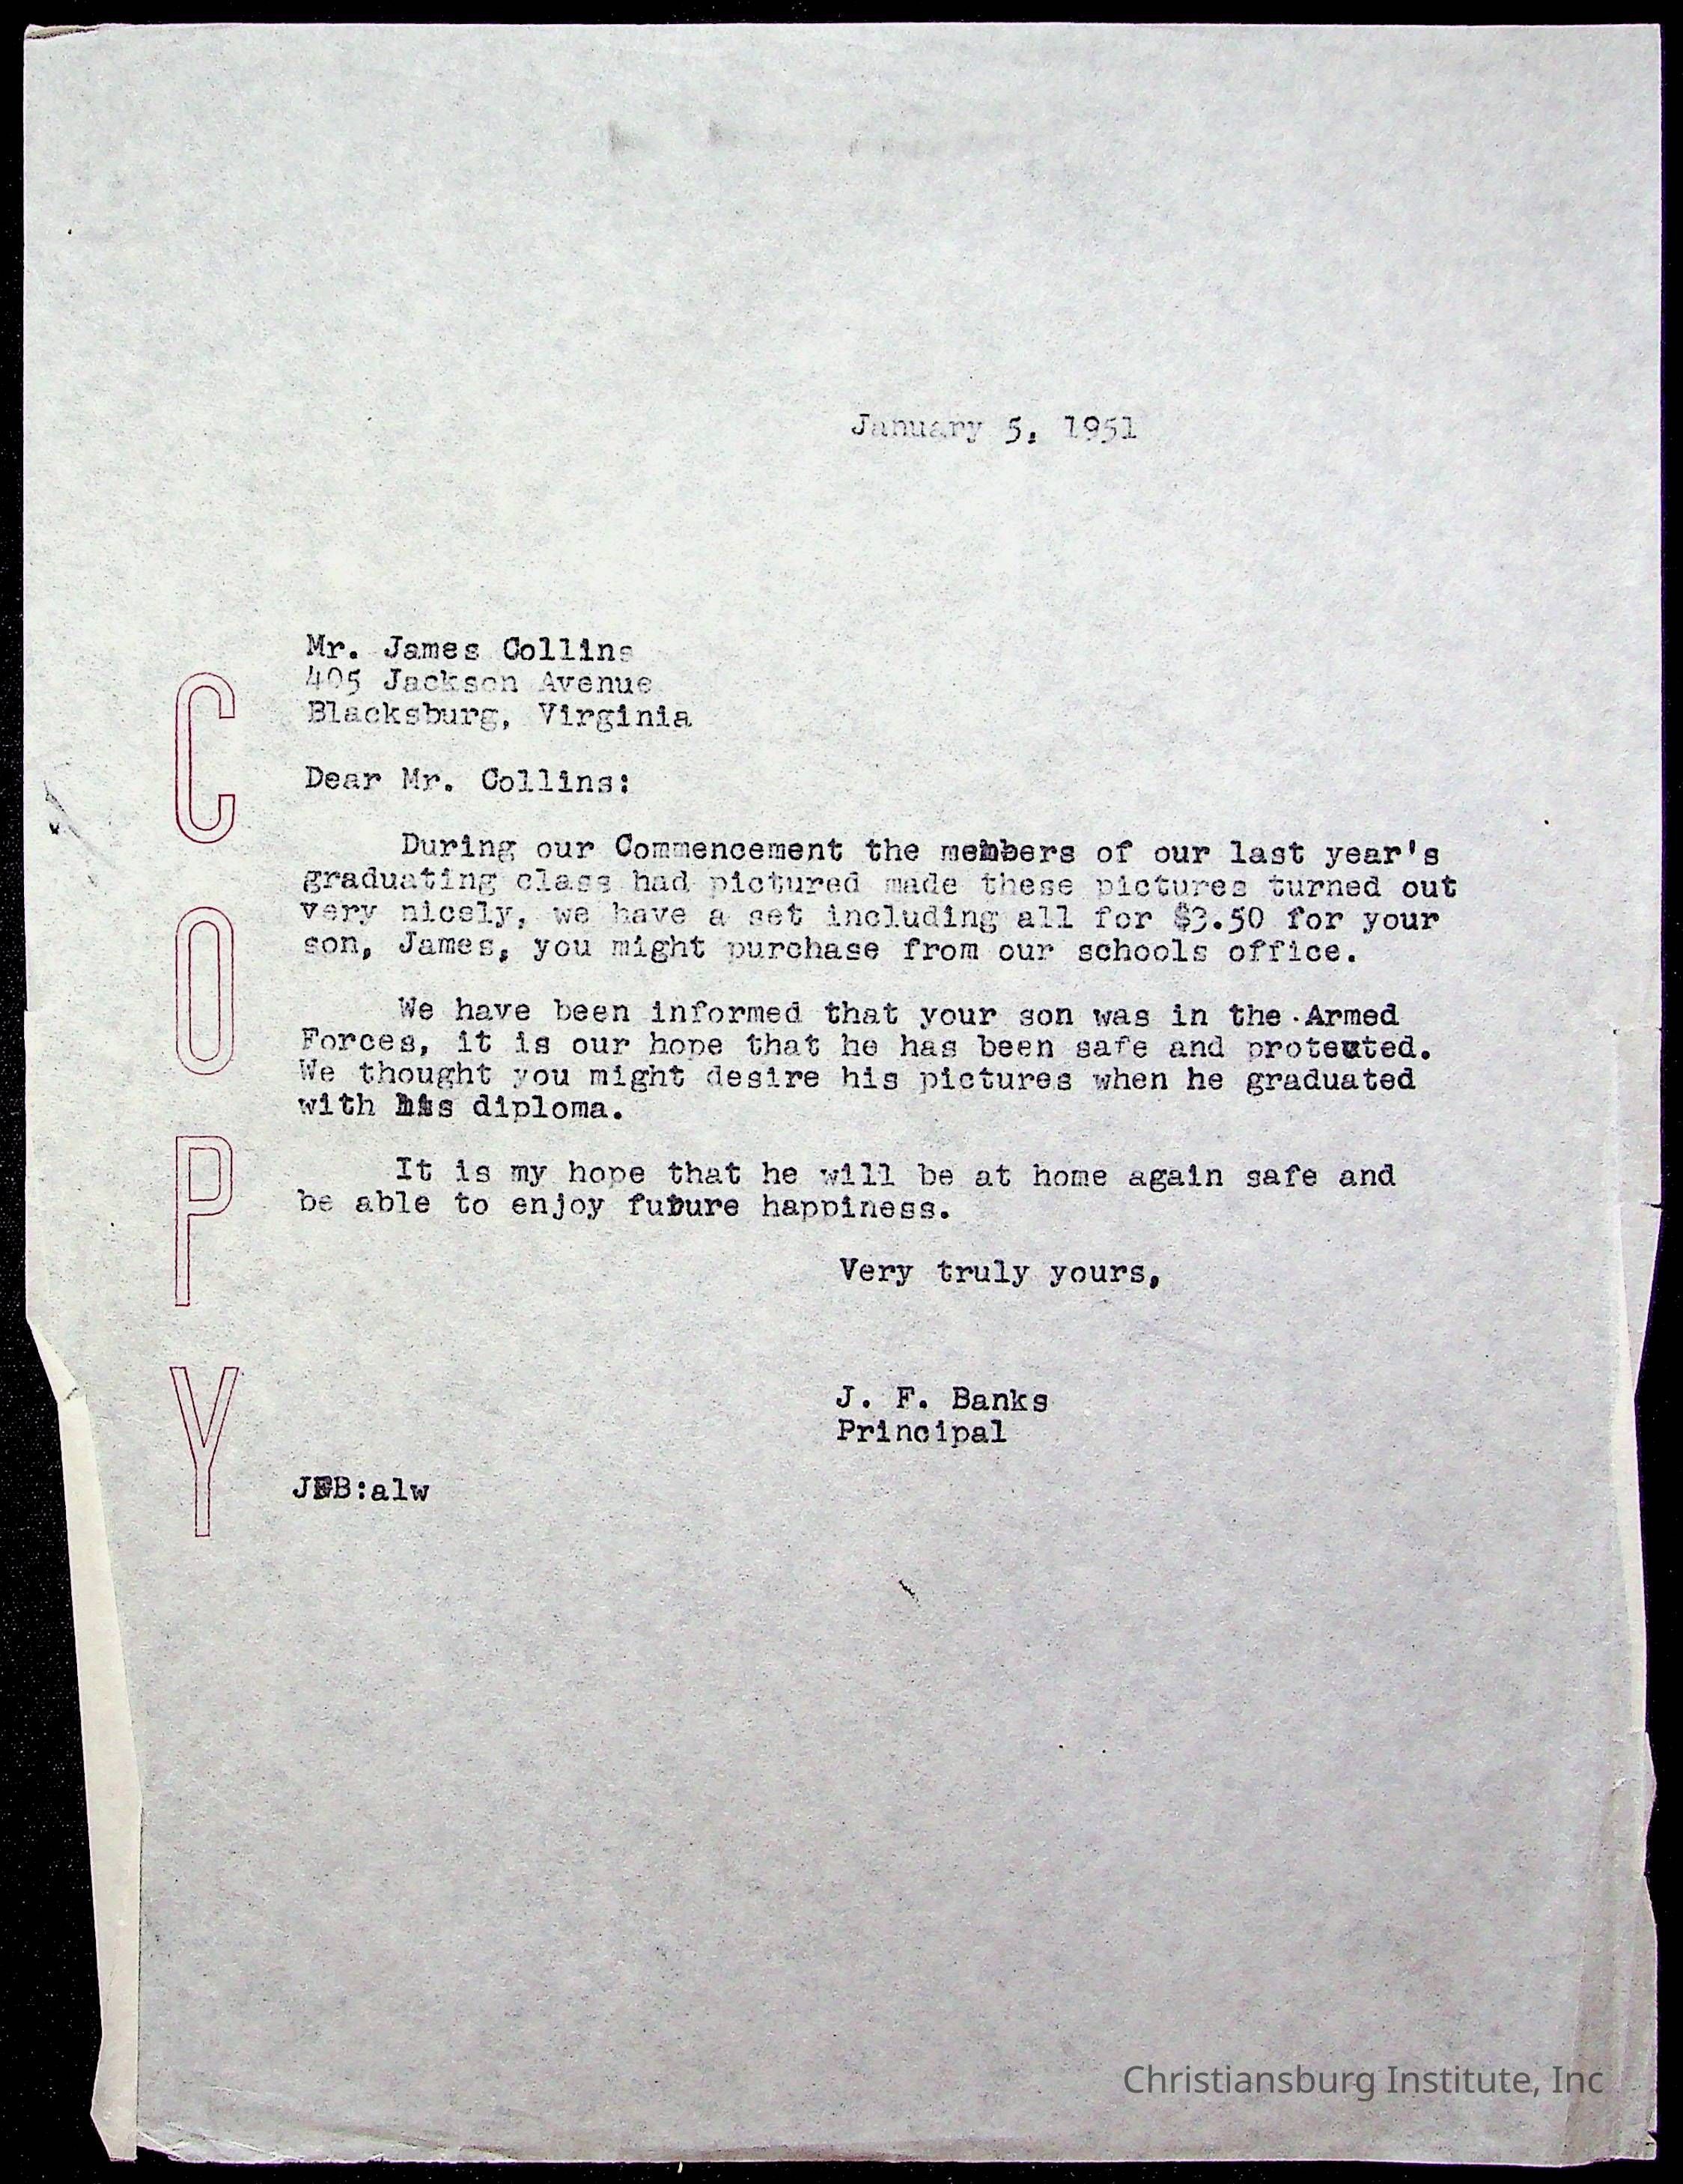 January 5, 1951
Mr. James Collins
405 Jackson Avenue
Blacksburg, Virginia
Dear Mr. Collins:
During our Commencement the members of our last year's
graduating class had pictured made these pictures turned out
very nicely, we have a set including all for $3.50 for your
son, James, you might purchase from our schools office.
We have been informed that your son was in the Armed
Forces, it is our hope that he has been safe and protected.
We thought you might desire his pictures when he graduated
with his diploma.
It is my hope that he will be at home again safe and
be able to enjoy future happiness.
Very truly yours,
J. F. Banks
Principal
JFB:alw
COPY
Christiansburg Institute, Inc